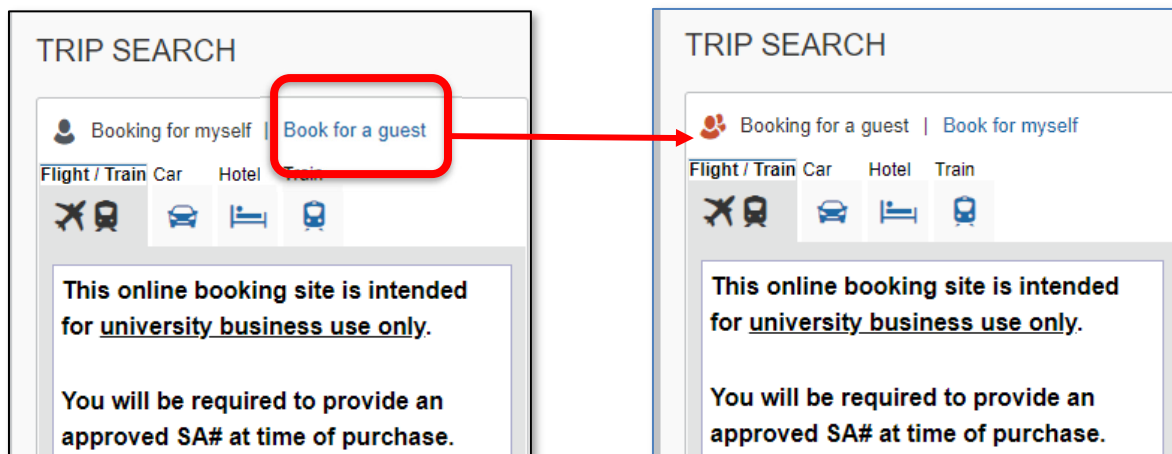 TRIP SEARCH
Booking for myself | Book for a guest
Flight / Train Car Hotel Train
This online booking site is intended
for university business use only.
You will be required to provide an
approved SA# at time of purchase.
TRIP SEARCH
Booking for a guest | Book for myself
Flight / Train Car Hotel Train
This online booking site is intended
for university business use only.
You will be required to provide an
approved SA# at time of purchase.